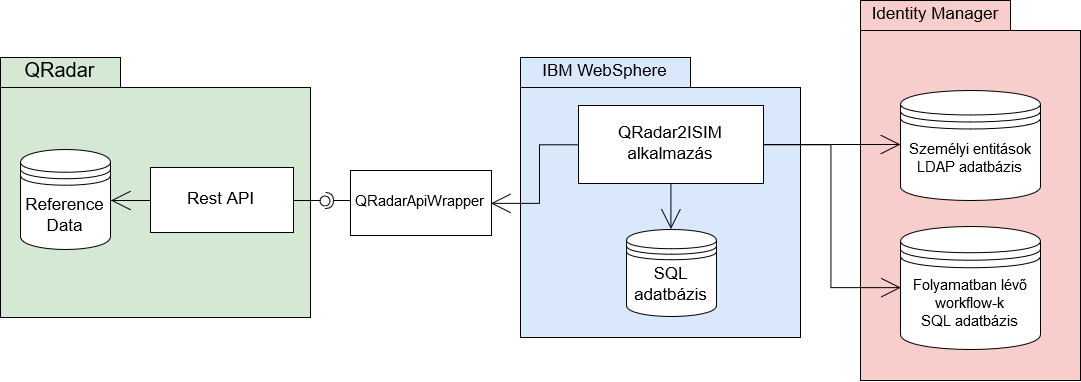 QRadar
Reference
Data
Rest API
QRadarApiWrapper
IBM WebSphere
QRadar2ISIM
alkalmazás
SQL
adatbázis
Identity Manager
Személyi entitások
LDAP adatbázis
Folyamatban lévő
workflow-k
SQL adatbázis